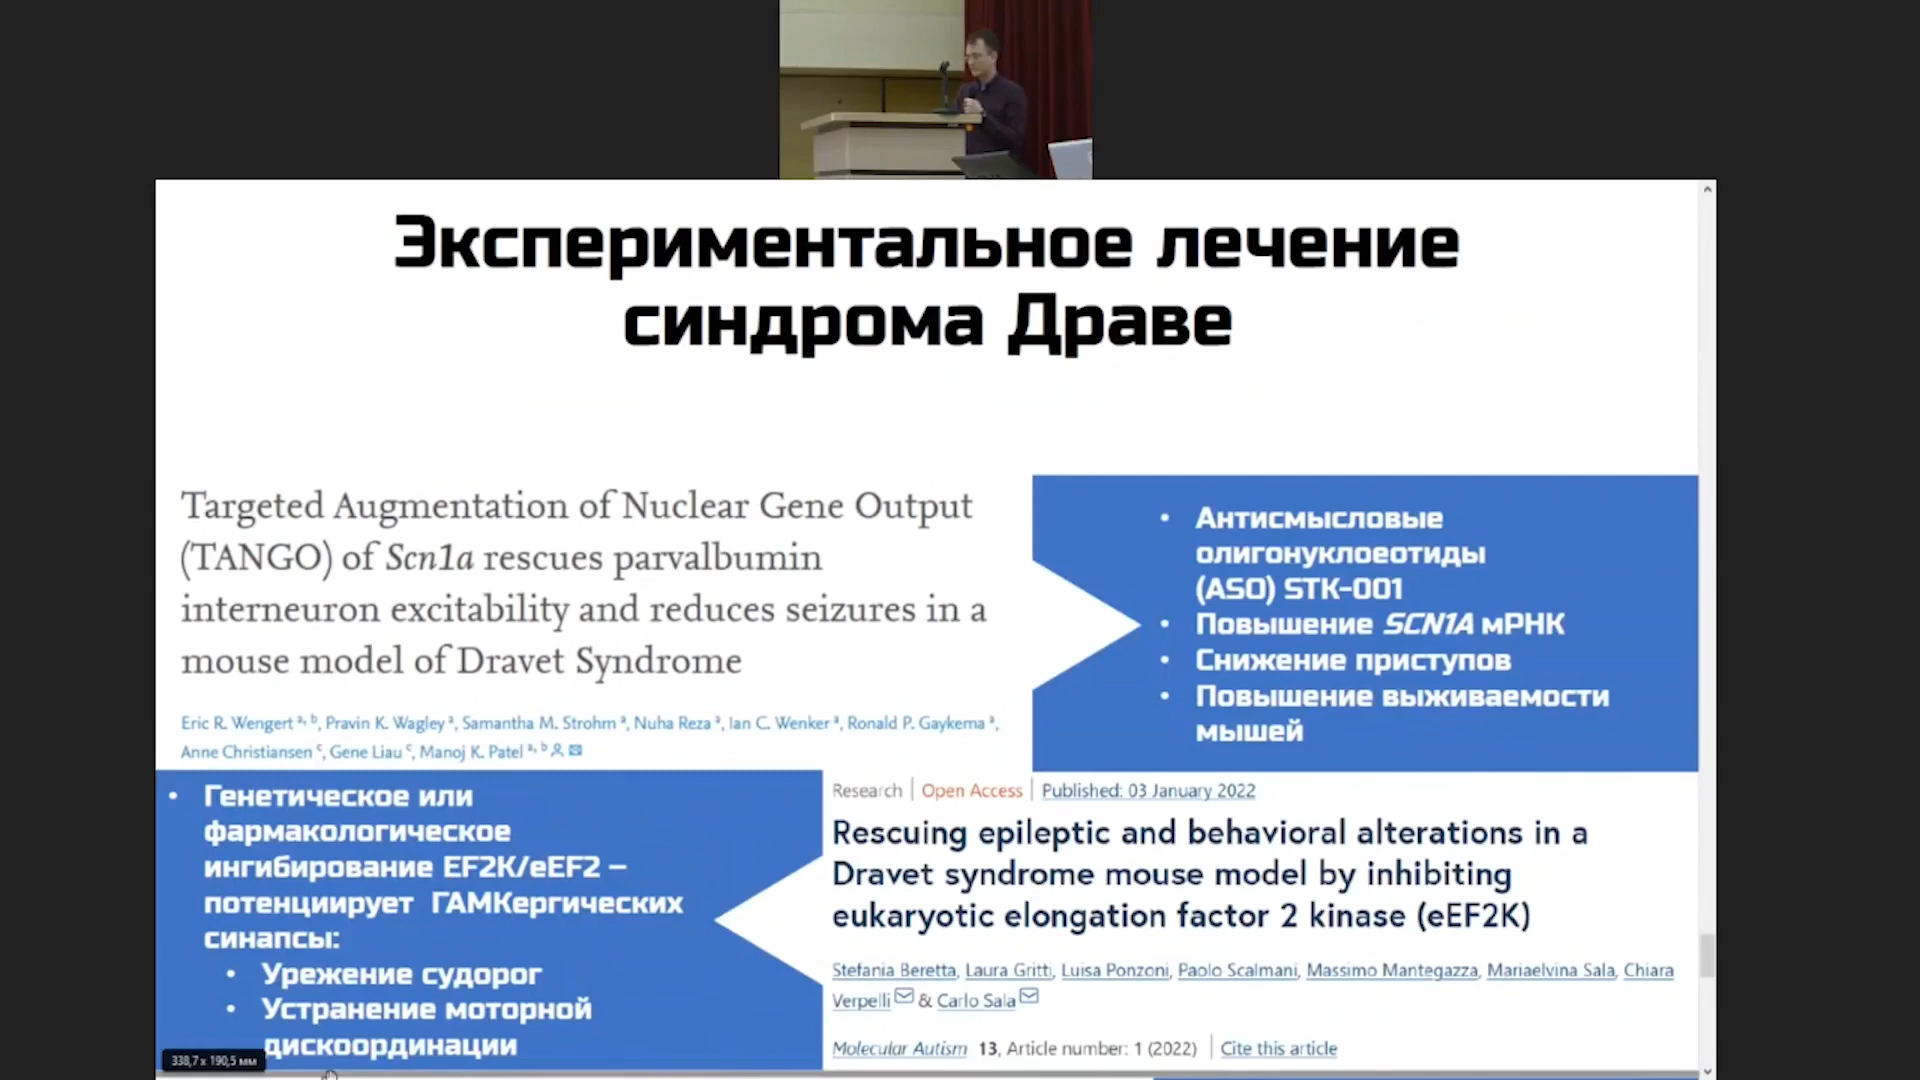 Экспериментальное лечение
синдрома Драве
Targeted Augmentation of Nuclear Gene Output
(TANGO) of Scn1a rescues parvalbumin
interneuron excitability and reduces seizures in a
mouse model of Dravet Syndrome
Eric R. Wengert a, b, Pravin K. Wagley a, Samantha M. Strohm a, Nuha Reza a, Ian C. Wenker a, Ronald P. Gaykema a,
Anne Christiansen c, Gene Liau c, Manoj K. Patel a, b
• Антисмысловые
олигонуклоеотиды
(ASO) STK-001
• Повышение SCN1A мРНК
• Снижение приступов
• Повышение выживаемости
мышей
• Генетическое или
фармакологическое
ингибирование EF2K/eEF2 –
потенциирует ГАМКергических
синапсы:
• Урежение судорог
• Устранение моторной
дискоординации
Research | Open Access | Published: 03 January 2022
Rescuing epileptic and behavioral alterations in a
Dravet syndrome mouse model by inhibiting
eukaryotic elongation factor 2 kinase (eEF2K)
Stefania Beretta, Laura Gritti, Luisa Ponzoni, Paolo Scalmani, Massimo Mantegazza, Mariaelvina Sala, Chiara
Verpelli & Carlo Sala
Molecular Autism 13, Article number: 1 (2022) | Cite this article
338,7 x 190,5 мм